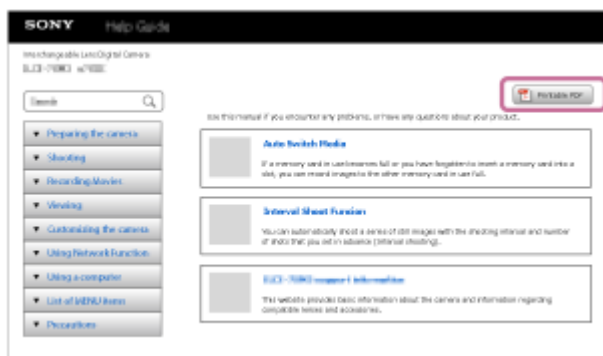 SONY Help Guide
Interchangeable Lens Digital Camera
Search
Printable PDF
Use this manual if you encounter any problems, or have any questions about your product.
Preparing the camera
Shooting
Recording Movies
Viewing
Customizing the camera
Using Network Function
Using a computer
List of MENU items
Precautions
Auto Switch Media
If a memory card in use becomes full or you have forgotten to insert a memory card into a
slot, you can record images to the other memory card in use full.
Interval Shoot Funsion
You can automatically shoot a series of still images with the shooting interval and number
of shots that you set in advance (Interval shooting).
support information
This website provides basic information about the camera and information regarding
compatible lenses and accessories.